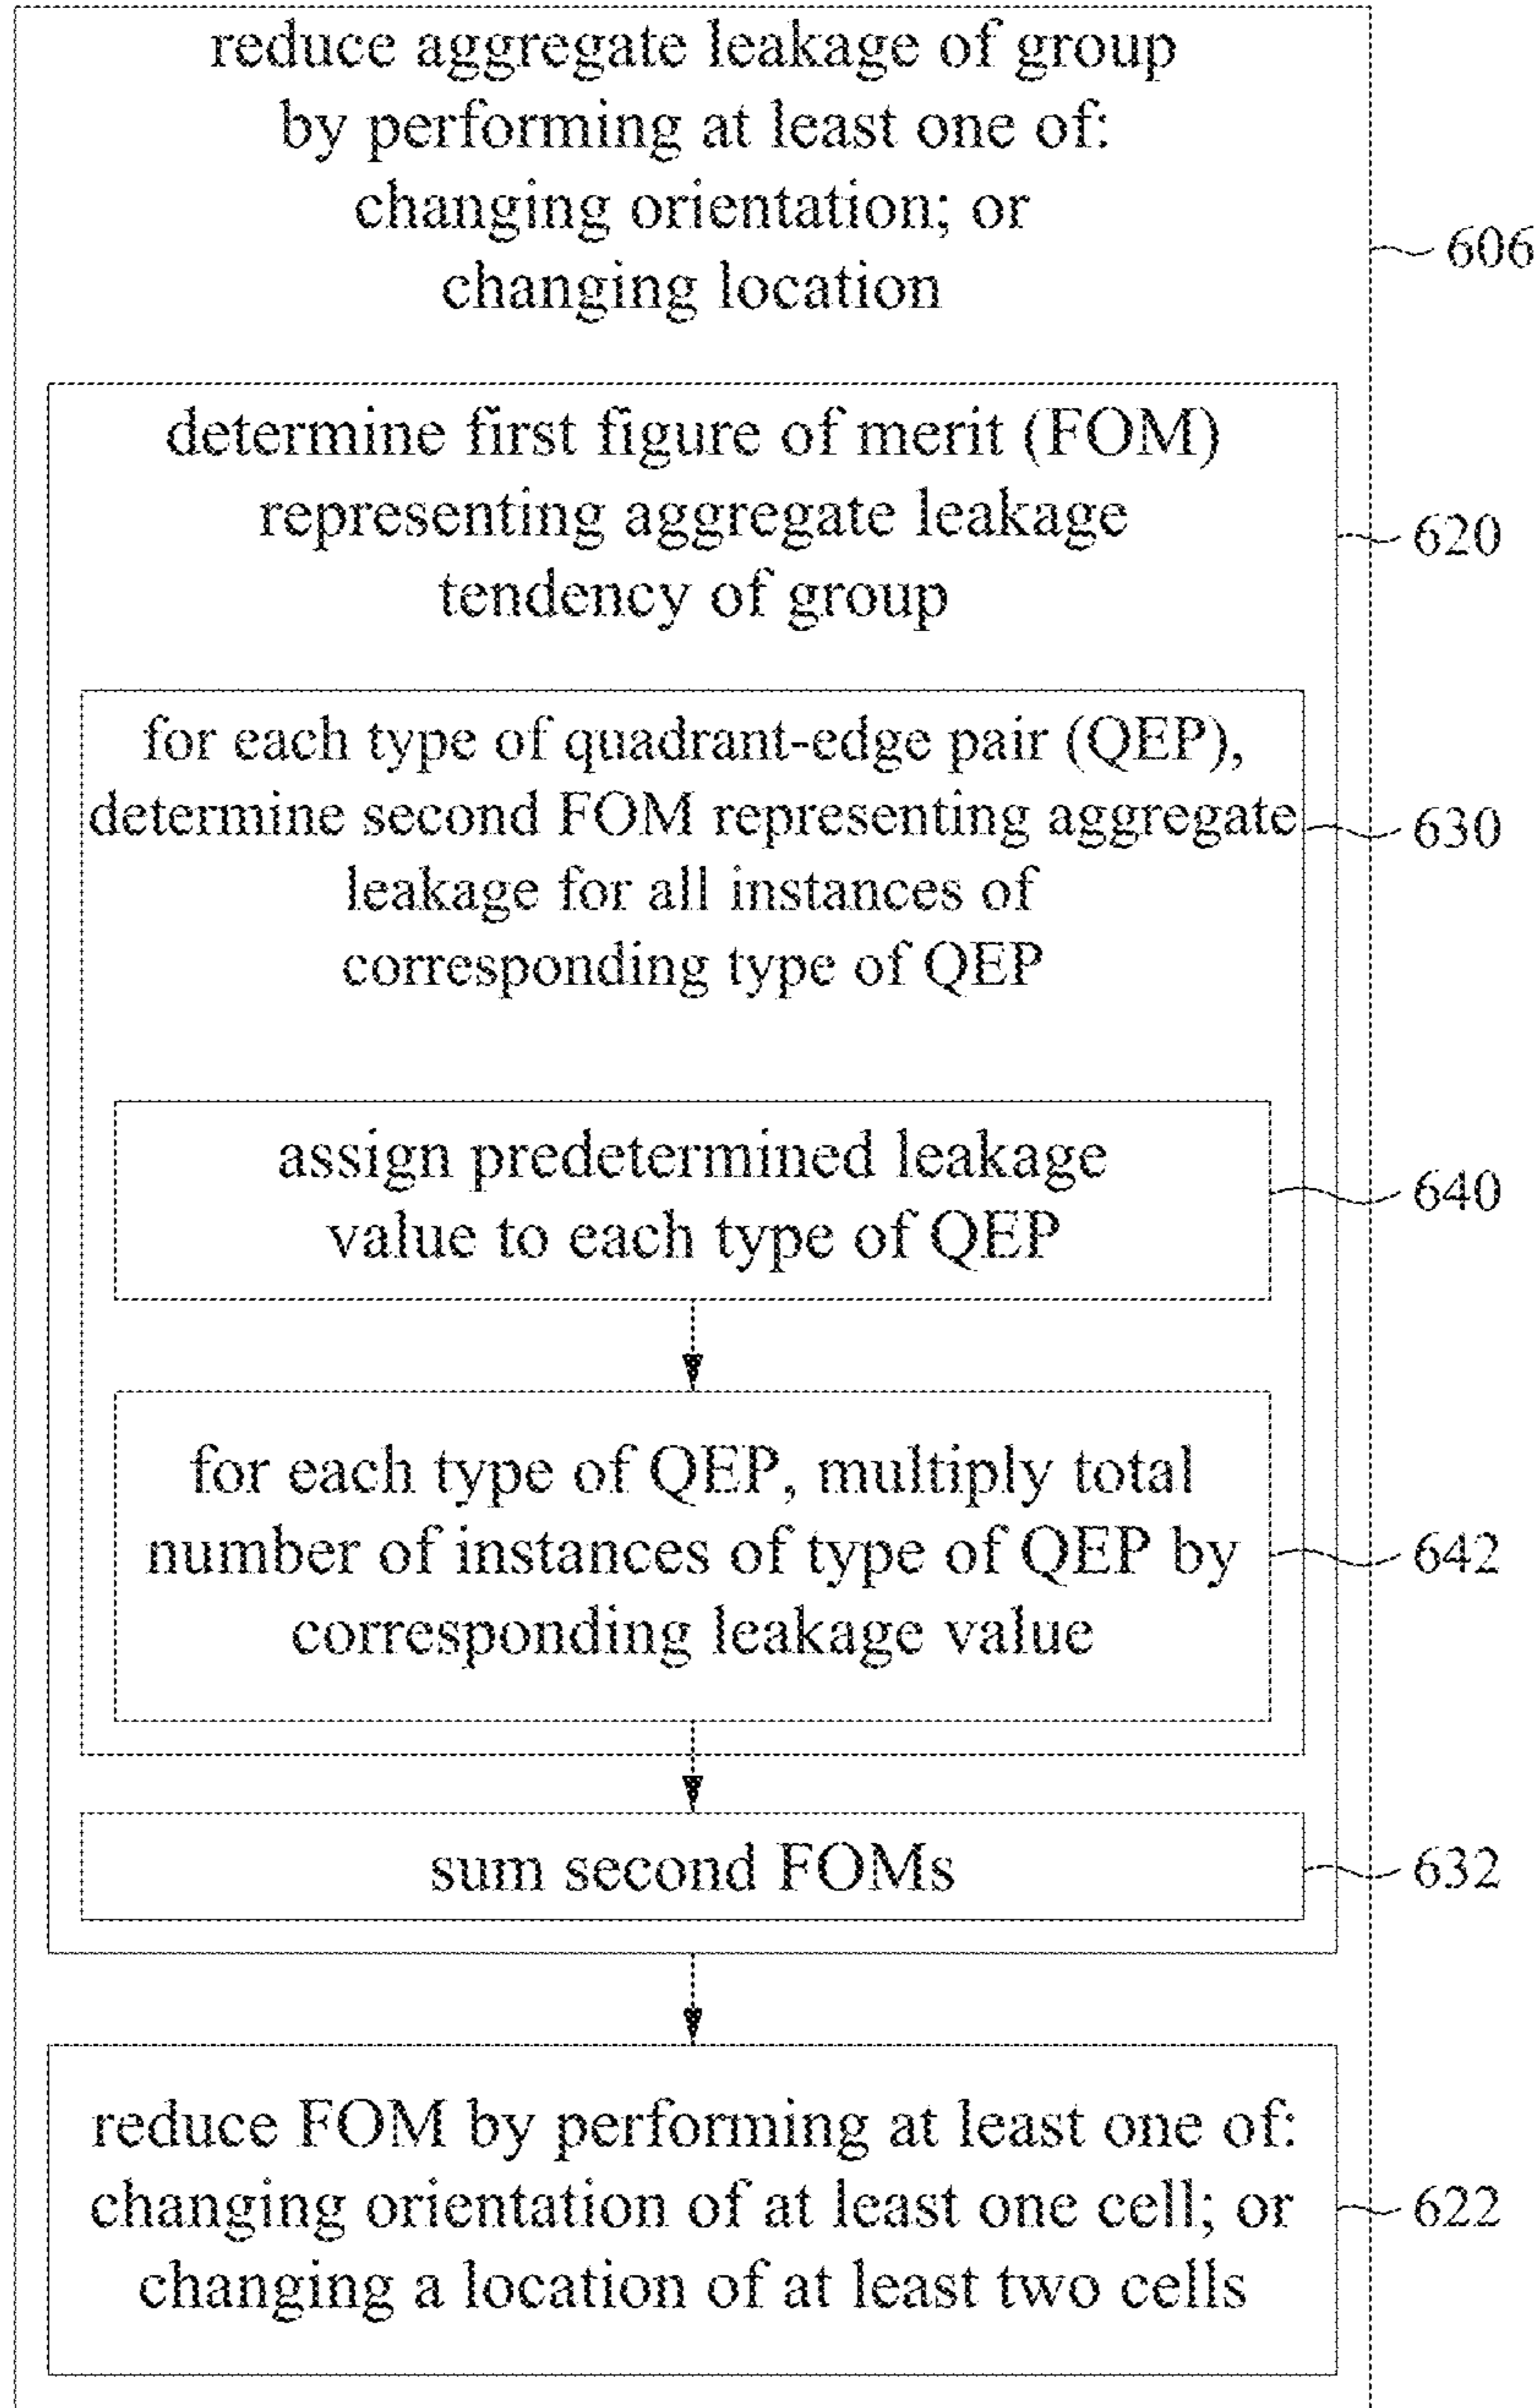 reduce aggregate leakage of group
by performing at least one of:
changing orientation; or
changing location
606
determine first figure of merit (FOM)
representing aggregate leakage
tendency of group
620
for each type of quadrant-edge pair (QEP),
determine second FOM representing aggregate
leakage for all instances of
corresponding type of QEP
630
assign predetermined leakage
value to each type of QEP
640
for each type of QEP, multiply total
number of instances of type of QEP by
corresponding leakage value
642
sum second FOMs
632
reduce FOM by performing at least one of:
changing orientation of at least one cell; or
changing a location of at least two cells
622